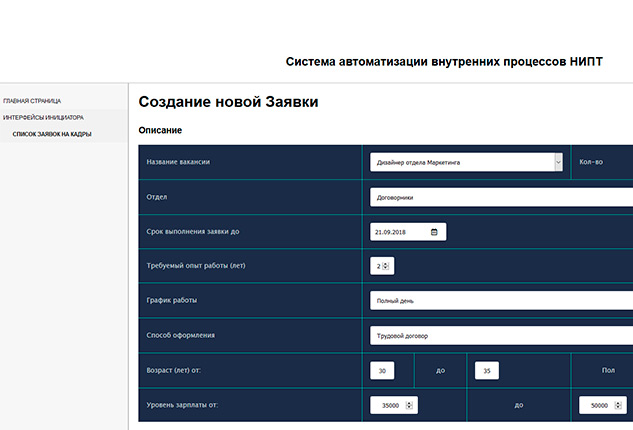 Система автоматизации внутренних процессов НИПТ
ГЛАВНАЯ СТРАНИЦА
ИНТЕРФЕЙСЫ ИНИЦИАТОРА
СПИСОК ЗАЯВОК НА КАДРЫ
Создание новой Заявки
Описание
Название вакансии Дизайнер отдела Маркетинга Кол-во
Отдел Договорники
Срок выполнения заявки до 21.09.2018
Требуемый опыт работы (лет) 2
График работы Полный день
Способ оформления Трудовой договор
Возраст (лет) от: 30 до 35 Пол
Уровень зарплаты от: 35000 до 50000